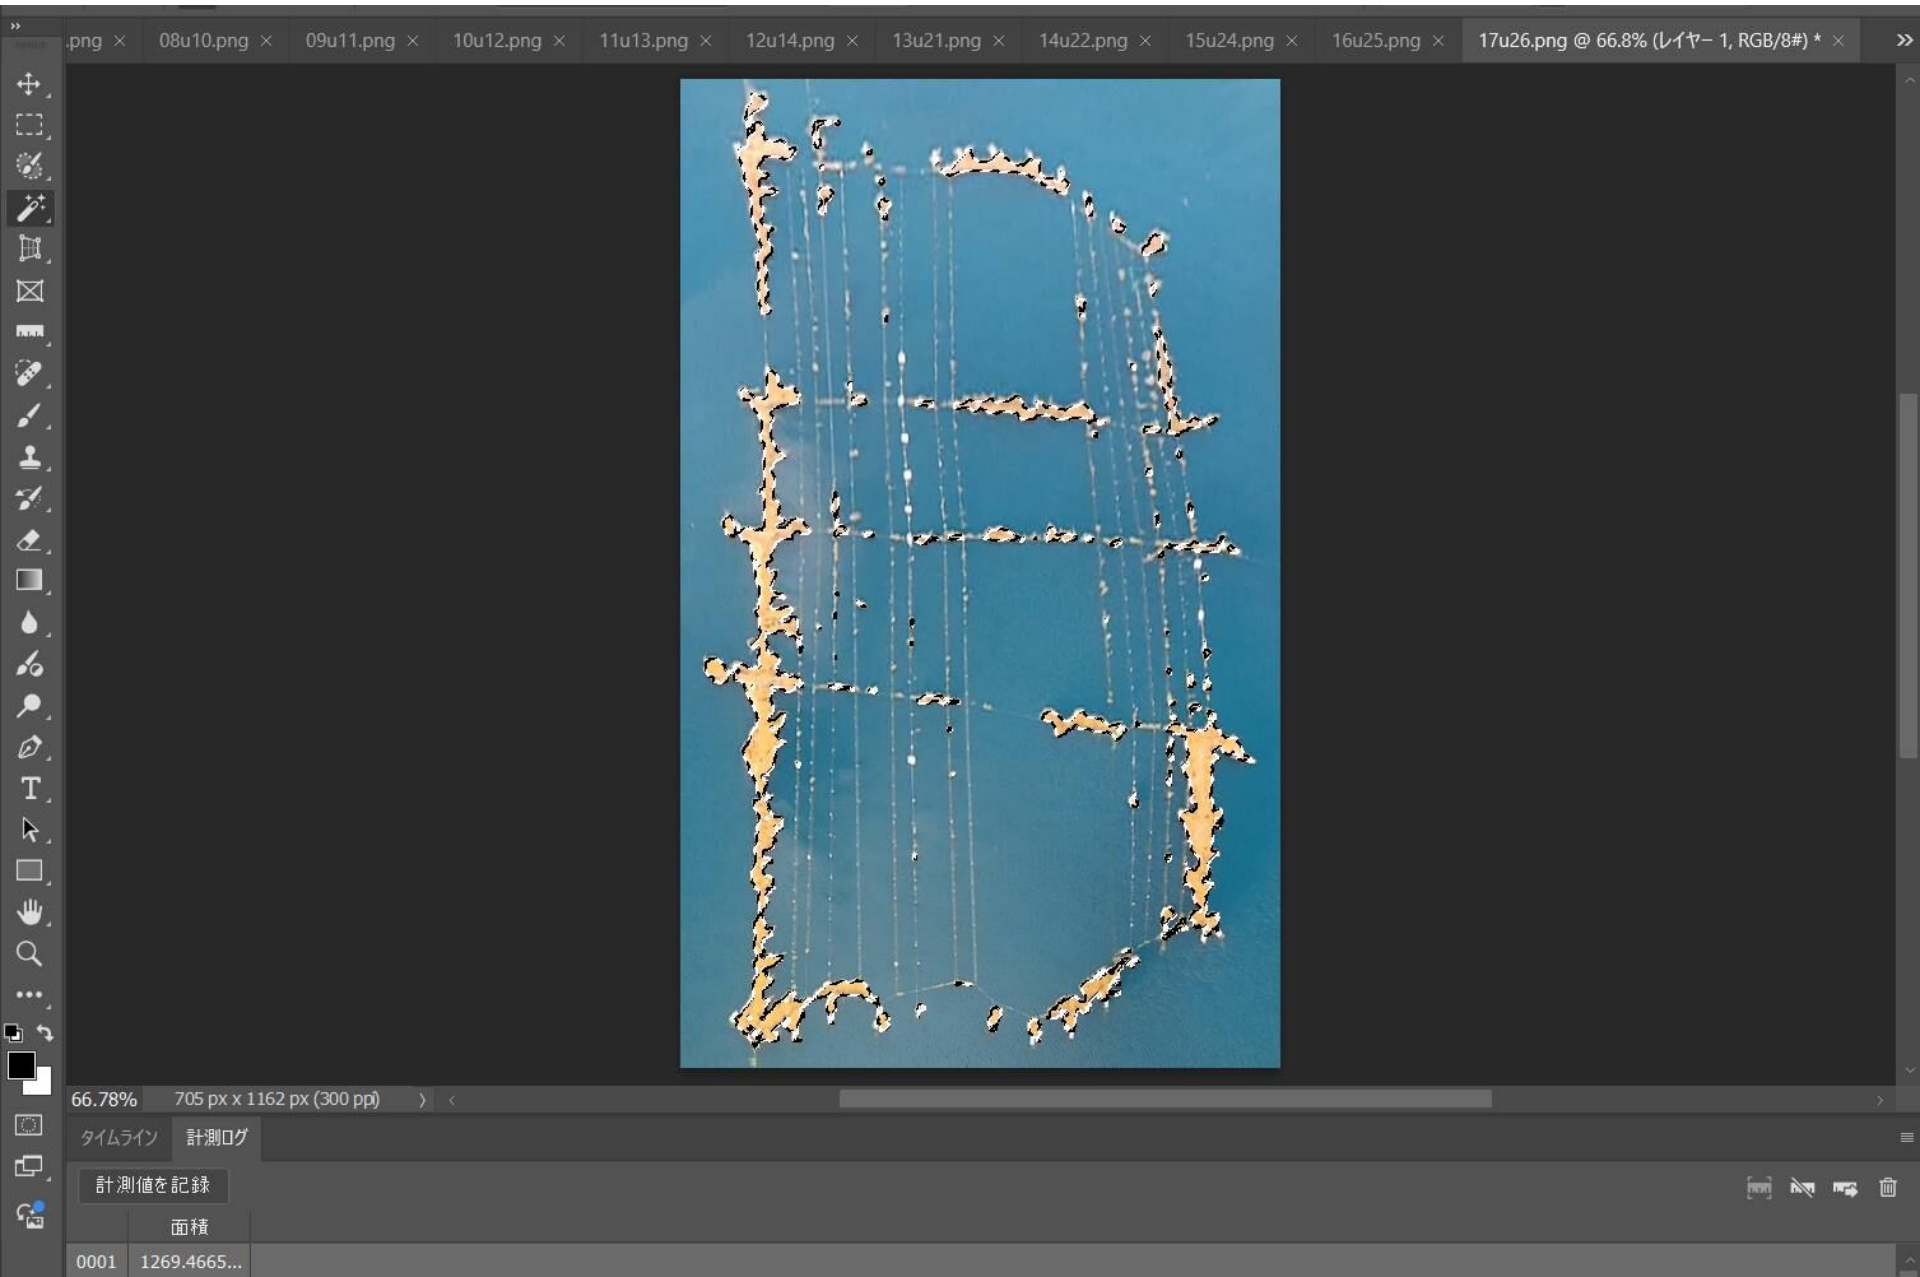 .png × 08u10.png × 09u11.png × 10u12.png × 11u13.png × 12u14.png × 13u21.png × 14u22.png × 15u24.png × 16u25.png × 17u26.png @ 66.8% (レイヤー 1, RGB/8#) * ×
66.78% 705 px x 1162 px (300 ppi)
タイムライン 計測ログ
計測値を記録
面積
0001 1269.4665...